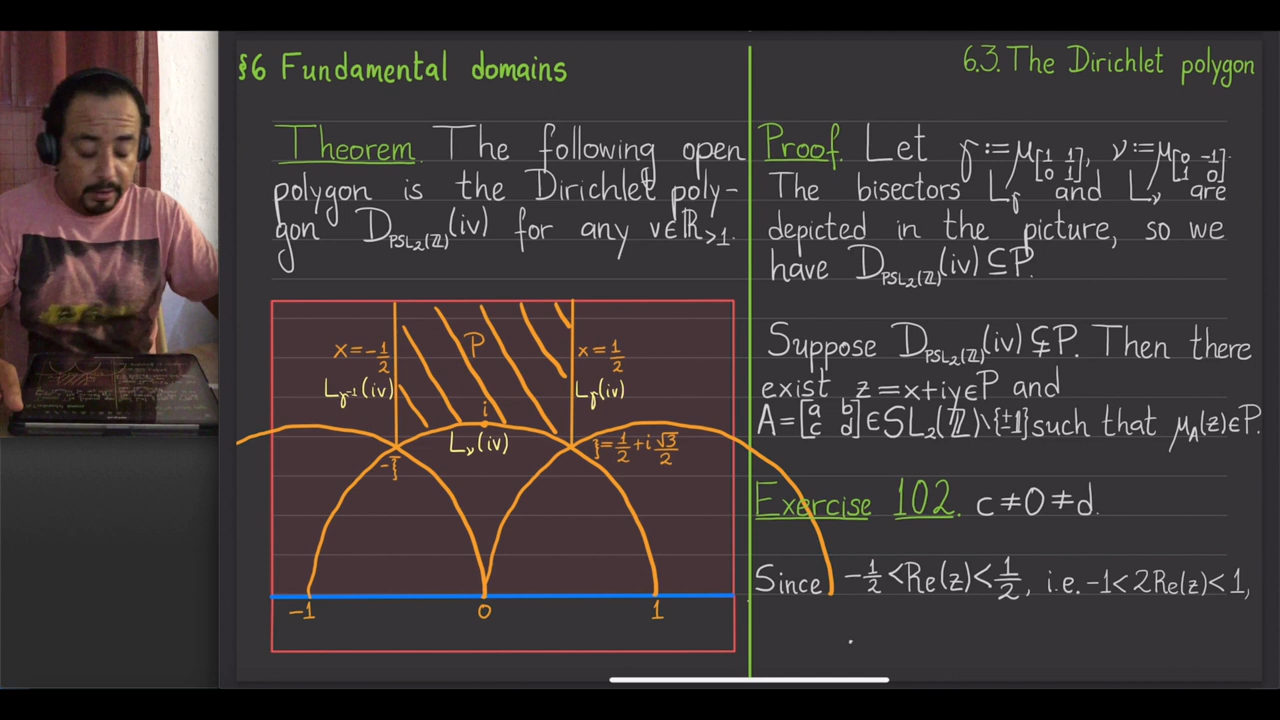 §6 Fundamental domains
6.3. The Dirichlet polygon
Theorem. The following open
polygon is the Dirichlet poly-
gon D_{PSL₂(ℤ)}(iv) for any v∈ℝ_{>1}.
x=-1/2
P
x=1/2
L_{γ⁻¹}(iv)
i
L_γ(iv)
L_ν(iv)
-ξ̄
ξ=1/2+i√3/2
-1
0
1
Proof. Let γ:=μ_{[1 1; 0 1]}, ν:=μ_{[0 -1; 1 0]}.
The bisectors L_γ and L_ν are
depicted in the picture, so we
have D_{PSL₂(ℤ)}(iv)⊆P.
Suppose D_{PSL₂(ℤ)}(iv)⊊P. Then there
exist z=x+iy∈P and
A=[a b; c d]∈SL₂(ℤ)\{±1} such that μ_A(z)∈P.
Exercise 102. c≠0≠d.
Since -1/2<Re(z)<1/2, i.e. -1<2Re(z)<1,